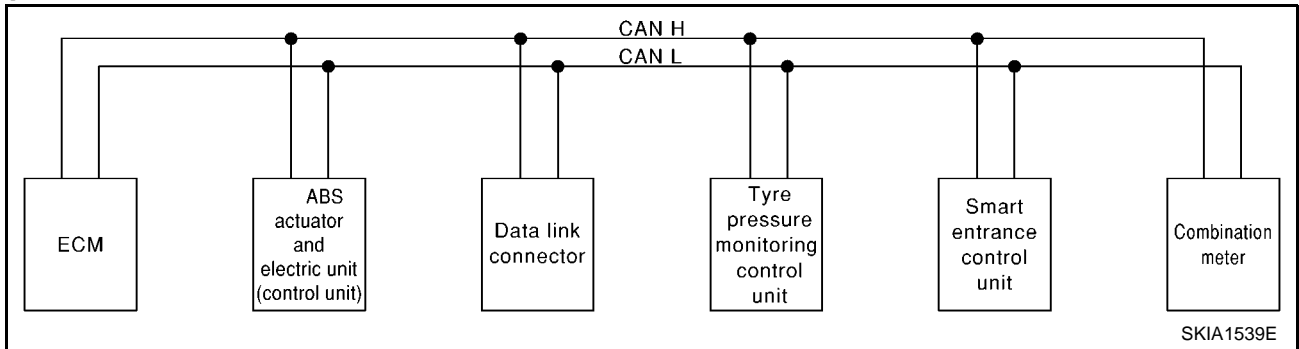 CAN H
CAN L
ECM
ABS
actuator
and
electric unit
(control unit)
Data link
connector
Tyre
pressure
monitoring
control
unit
Smart
entrance
control
unit
Combination
meter
SKIA1539E